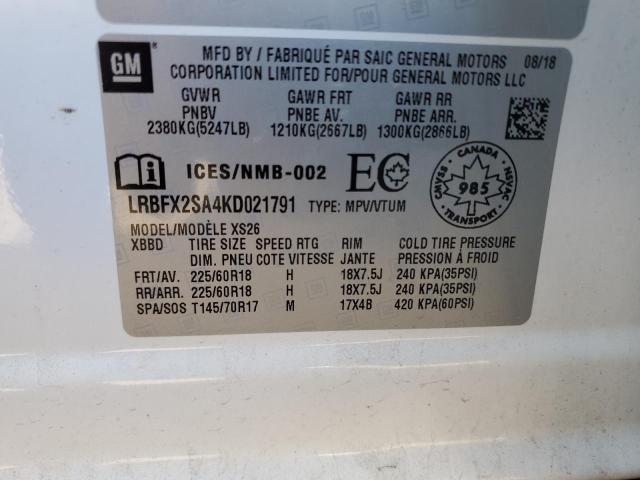 GM
MFD BY / FABRIQUÉ PAR SAIC GENERAL MOTORS 08/18
CORPORATION LIMITED FOR/POUR GENERAL MOTORS LLC
GVWR GAWR FRT GAWR RR
PNBV PNBE AV. PNBE ARR.
2380KG(5247LB) 1210KG(2667LB) 1300KG(2866LB)
ICES/NMB-002 EC CANADA CMVSS NSVAC 985 TRANSPORT
LRBFX2SA4KD021791 TYPE: MPV/VTUM
MODEL/MODÈLE XS26
XBBD TIRE SIZE SPEED RTG RIM COLD TIRE PRESSURE
DIM. PNEU COTE VITESSE JANTE PRESSION À FROID
FRT/AV. 225/60R18 H 18X7.5J 240 KPA(35PSI)
RR/ARR. 225/60R18 H 18X7.5J 240 KPA(35PSI)
SPA/SOS T145/70R17 M 17X4B 420 KPA(60PSI)